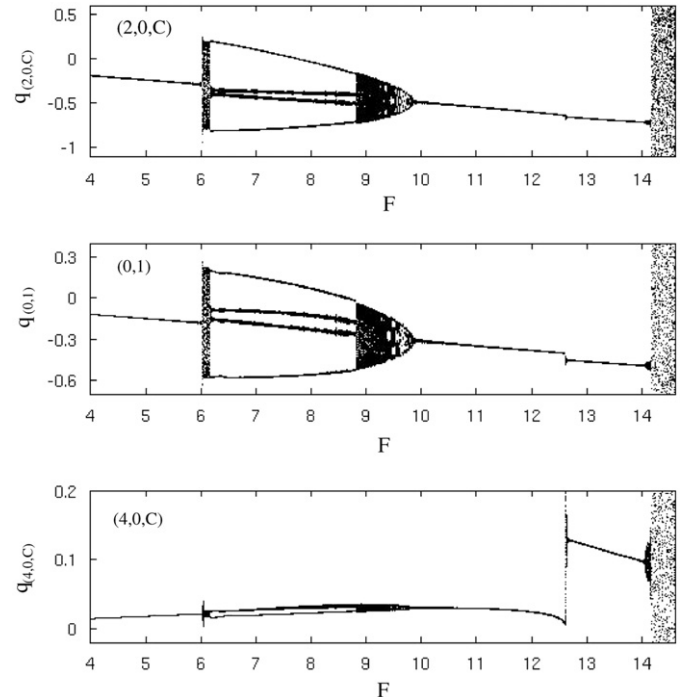 0.6
(2,0,C)
0
q(2,0,C)
-0.5
-1
4 5 6 7 8 9 10 11 12 13 14
F
0.3
(0,1)
0
q(0,1)
-0.3
-0.6
4 5 6 7 8 9 10 11 12 13 14
F
0.2
(4,0,C)
q(4,0,C)
0.1
0
4 5 6 7 8 9 10 11 12 13 14
F